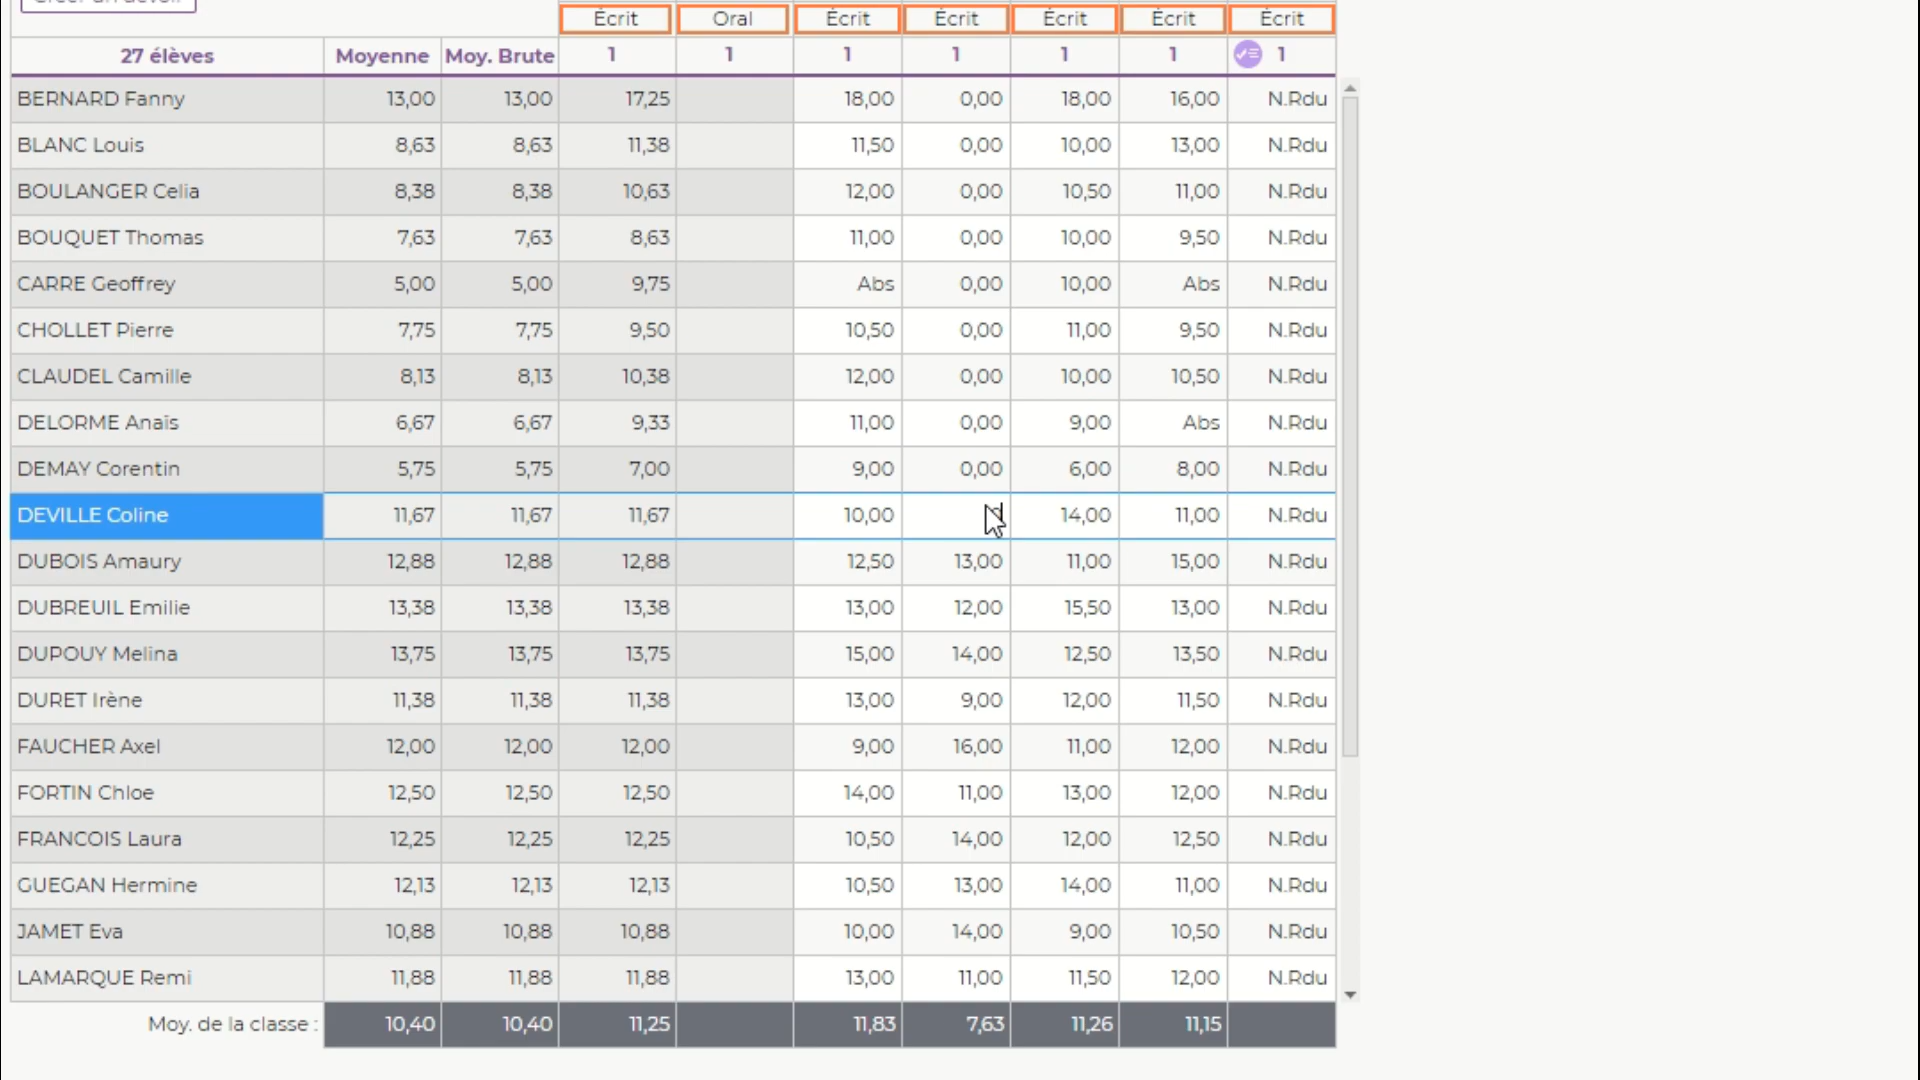 Écrit Oral Écrit Écrit Écrit Écrit Écrit
27 élèves Moyenne Moy. Brute 1 1 1 1 1 1 1
BERNARD Fanny 13,00 13,00 17,25 18,00 0,00 18,00 16,00 N.Rdu
BLANC Louis 8,63 8,63 11,38 11,50 0,00 10,00 13,00 N.Rdu
BOULANGER Celia 8,38 8,38 10,63 12,00 0,00 10,50 11,00 N.Rdu
BOUQUET Thomas 7,63 7,63 8,63 11,00 0,00 10,00 9,50 N.Rdu
CARRE Geoffrey 5,00 5,00 9,75 Abs 0,00 10,00 Abs N.Rdu
CHOLLET Pierre 7,75 7,75 9,50 10,50 0,00 11,00 9,50 N.Rdu
CLAUDEL Camille 8,13 8,13 10,38 12,00 0,00 10,00 10,50 N.Rdu
DELORME Anaïs 6,67 6,67 9,33 11,00 0,00 9,00 Abs N.Rdu
DEMAY Corentin 5,75 5,75 7,00 9,00 0,00 6,00 8,00 N.Rdu
DEVILLE Coline 11,67 11,67 11,67 10,00 14,00 11,00 N.Rdu
DUBOIS Amaury 12,88 12,88 12,88 12,50 13,00 11,00 15,00 N.Rdu
DUBREUIL Emilie 13,38 13,38 13,38 13,00 12,00 15,50 13,00 N.Rdu
DUPOUY Melina 13,75 13,75 13,75 15,00 14,00 12,50 13,50 N.Rdu
DURET Irène 11,38 11,38 11,38 13,00 9,00 12,00 11,50 N.Rdu
FAUCHER Axel 12,00 12,00 12,00 9,00 16,00 11,00 12,00 N.Rdu
FORTIN Chloe 12,50 12,50 12,50 14,00 11,00 13,00 12,00 N.Rdu
FRANCOIS Laura 12,25 12,25 12,25 10,50 14,00 12,00 12,50 N.Rdu
GUEGAN Hermine 12,13 12,13 12,13 10,50 13,00 14,00 11,00 N.Rdu
JAMET Eva 10,88 10,88 10,88 10,00 14,00 9,00 10,50 N.Rdu
LAMARQUE Remi 11,88 11,88 11,88 13,00 11,00 11,50 12,00 N.Rdu
Moy. de la classe : 10,40 10,40 11,25 11,83 7,63 11,26 11,15